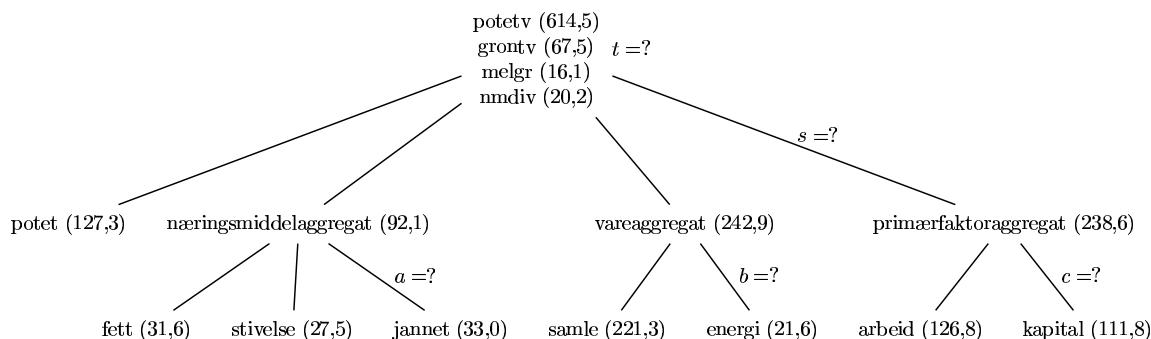 potetv (614,5)
grontv (67,5) t =?
melgr (16,1)
nmdiv (20,2)
s =?
potet (127,3) næringsmiddelaggregat (92,1) vareaggregat (242,9) primærfaktoraggregat (238,6)
a =? b =? c =?
fett (31,6) stivelse (27,5) jannet (33,0) samle (221,3) energi (21,6) arbeid (126,8) kapital (111,8)